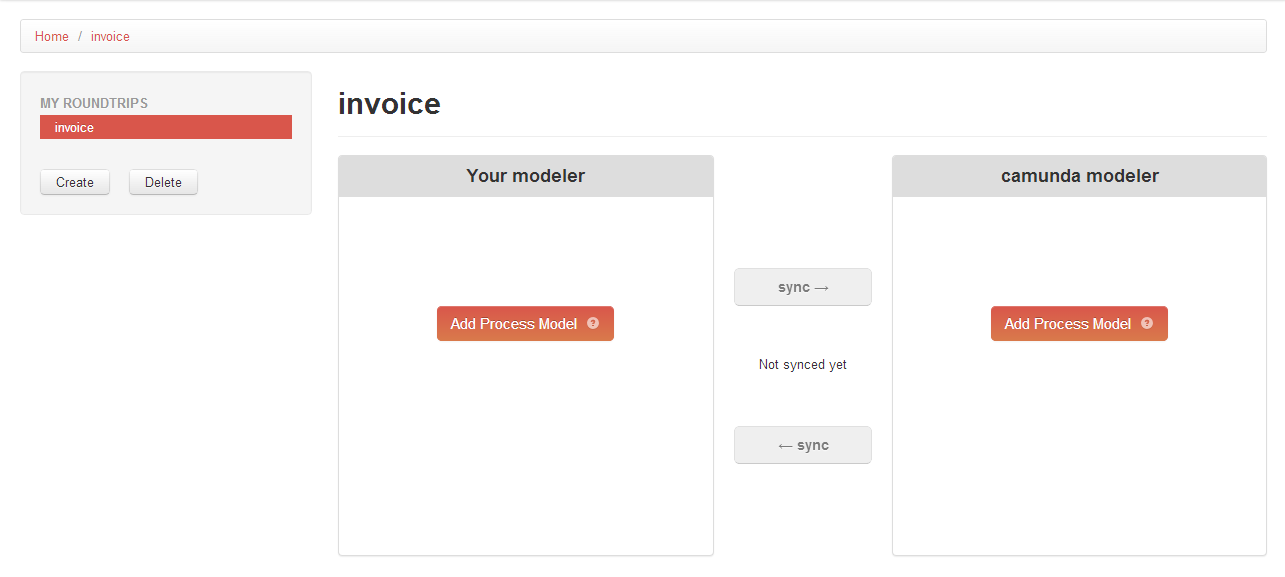 Home / invoice
MY ROUNDTRIPS
invoice
Create Delete
invoice
Your modeler
Add Process Model ?
sync →
Not synced yet
← sync
camunda modeler
Add Process Model ?